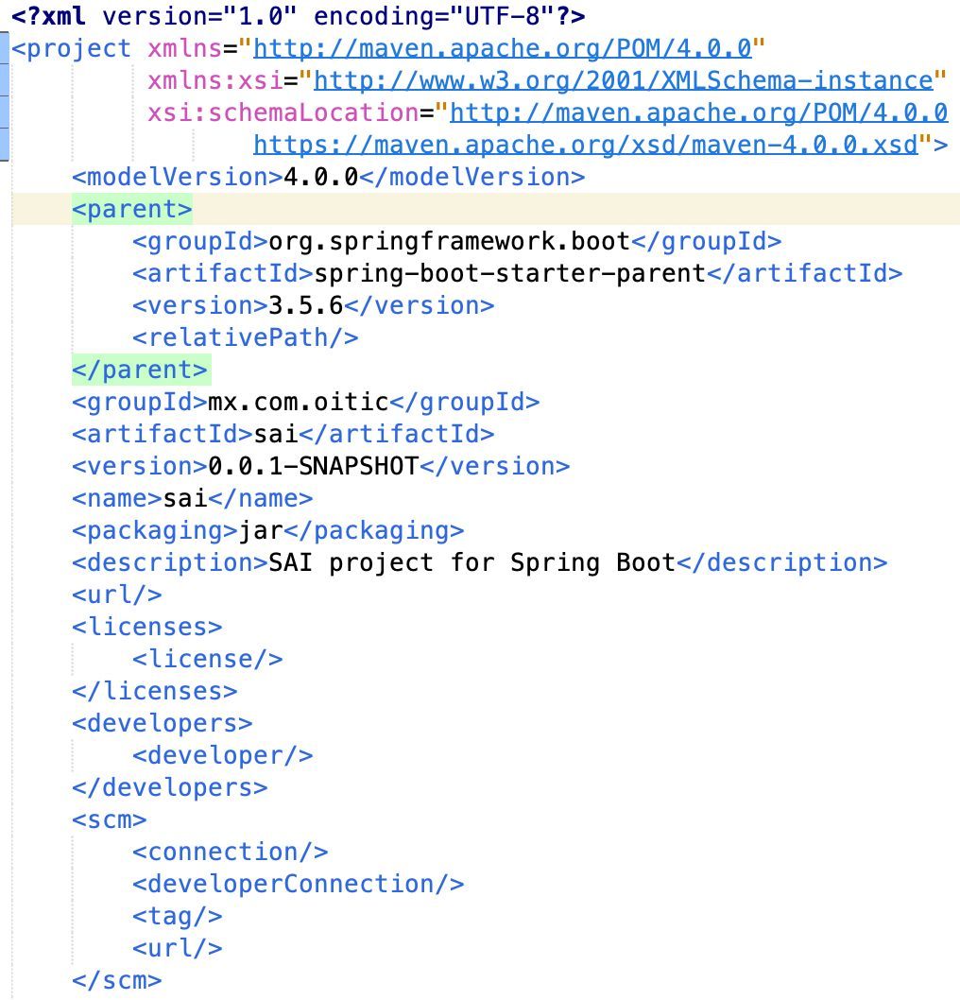 <?xml version="1.0" encoding="UTF-8"?>
<project xmlns="http://maven.apache.org/POM/4.0.0"
         xmlns:xsi="http://www.w3.org/2001/XMLSchema-instance"
         xsi:schemaLocation="http://maven.apache.org/POM/4.0.0
                https://maven.apache.org/xsd/maven-4.0.0.xsd">
    <modelVersion>4.0.0</modelVersion>
    <parent>
        <groupId>org.springframework.boot</groupId>
        <artifactId>spring-boot-starter-parent</artifactId>
        <version>3.5.6</version>
        <relativePath/>
    </parent>
    <groupId>mx.com.oitic</groupId>
    <artifactId>sai</artifactId>
    <version>0.0.1-SNAPSHOT</version>
    <name>sai</name>
    <packaging>jar</packaging>
    <description>SAI project for Spring Boot</description>
    <url/>
    <licenses>
        <license/>
    </licenses>
    <developers>
        <developer/>
    </developers>
    <scm>
        <connection/>
        <developerConnection/>
        <tag/>
        <url/>
    </scm>